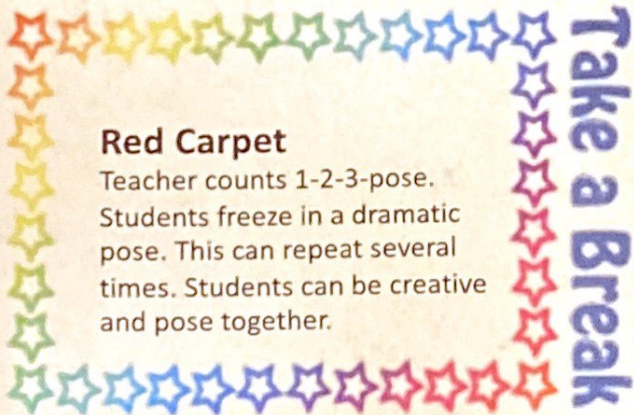 Red Carpet
Teacher counts 1-2-3-pose.
Students freeze in a dramatic
pose. This can repeat several
times. Students can be creative
and pose together.
Take a Break